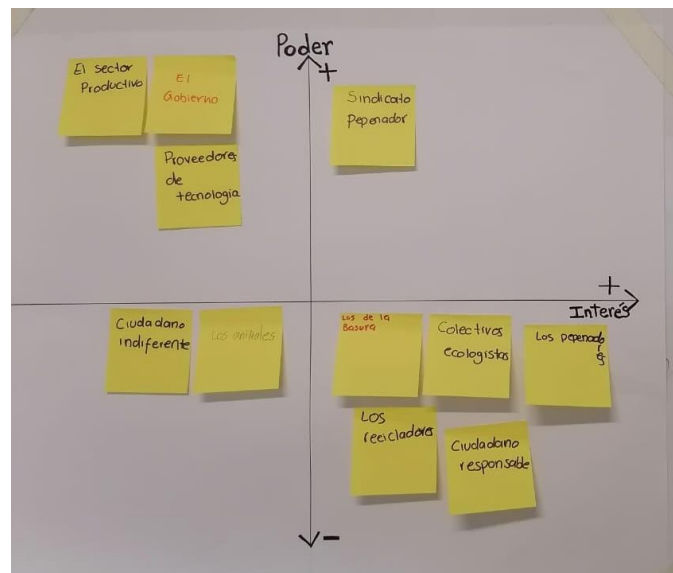 Poder
+
El sector
Productivo
El
Gobierno
Sindicato
pepenador
Proveedores
de
tecnología
+
Interés
Ciudadano
indiferente
Los animales
Los de la
Basura
Colectivos
ecologistas
Los pepenadores
Los
recicladores
Ciudadano
responsable
-